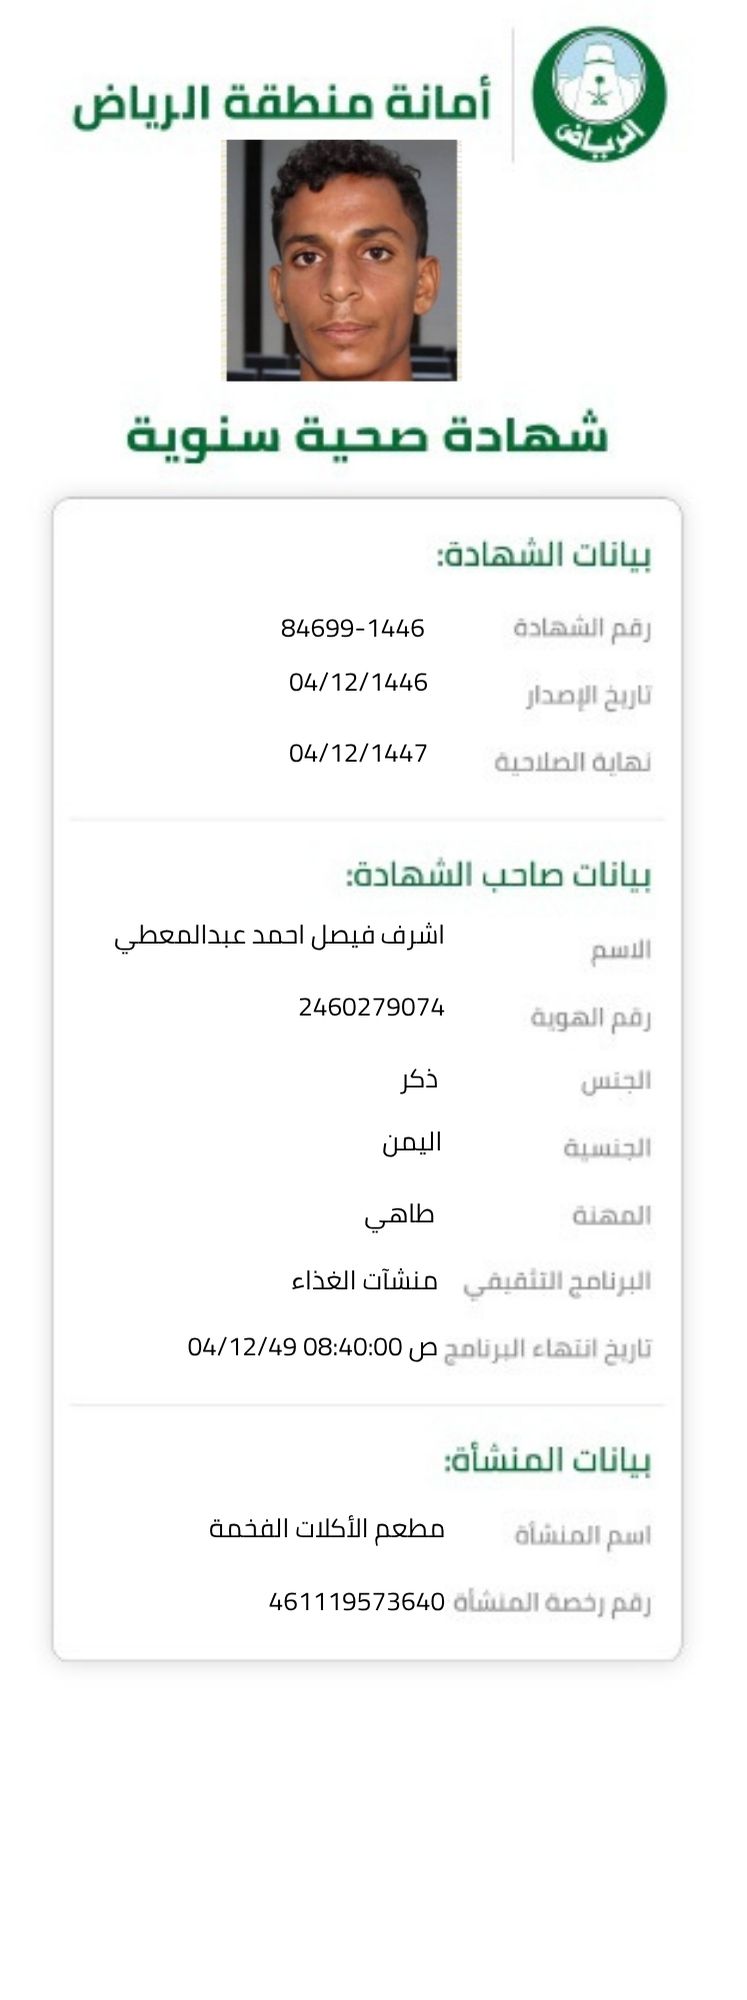 أمانة منطقة الرياض
الرياض
شهادة صحية سنوية
بيانات الشهادة:
رقم الشهادة 84699-1446
تاريخ الإصدار 04/12/1446
نهاية الصلاحية 04/12/1447
بيانات صاحب الشهادة:
الاسم اشرف فيصل احمد عبدالمعطي
رقم الهوية 2460279074
الجنس ذكر
الجنسية اليمن
المهنة طاهي
البرنامج التثقيفي منشآت الغذاء
تاريخ انتهاء البرنامج ص 08:40:00 04/12/49
بيانات المنشأة:
اسم المنشأة مطعم الأكلات الفخمة
رقم رخصة المنشأة 461119573640